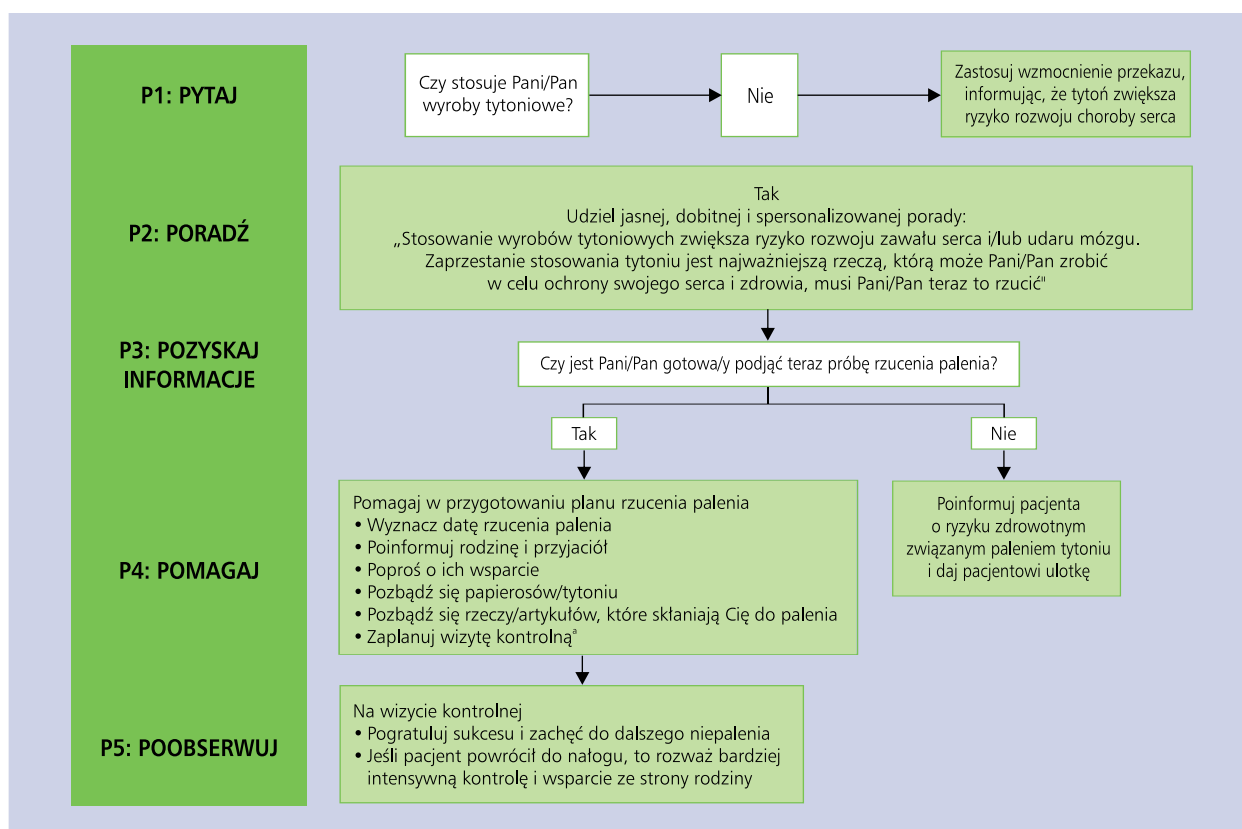 P1: PYTAJ
Czy stosuje Pani/Pan
wyroby tytoniowe?
Nie
Zastosuj wzmocnienie przekazu,
informując, że tytoń zwiększa
ryzyko rozwoju choroby serca
P2: PORADŹ
Tak
Udziel jasnej, dobitnej i spersonalizowanej porady:
„Stosowanie wyrobów tytoniowych zwiększa ryzyko rozwoju zawału serca i/lub udaru mózgu.
Zaprzestanie stosowania tytoniu jest najważniejszą rzeczą, którą może Pani/Pan zrobić
w celu ochrony swojego serca i zdrowia, musi Pani/Pan teraz to rzucić"
P3: POZYSKAJ
INFORMACJE
Czy jest Pani/Pan gotowa/y podjąć teraz próbę rzucenia palenia?
Tak
Nie
P4: POMAGAJ
Pomagaj w przygotowaniu planu rzucenia palenia
• Wyznacz datę rzucenia palenia
• Poinformuj rodzinę i przyjaciół
• Poproś o ich wsparcie
• Pozbądź się papierosów/tytoniu
• Pozbądź się rzeczy/artykułów, które skłaniają Cię do palenia
• Zaplanuj wizytę kontrolnąᵃ
Poinformuj pacjenta
o ryzyku zdrowotnym
związanym paleniem tytoniu
i daj pacjentowi ulotkę
P5: POOBSERWUJ
Na wizycie kontrolnej
• Pogratuluj sukcesu i zachęć do dalszego niepalenia
• Jeśli pacjent powrócił do nałogu, to rozważ bardziej
intensywną kontrolę i wsparcie ze strony rodziny